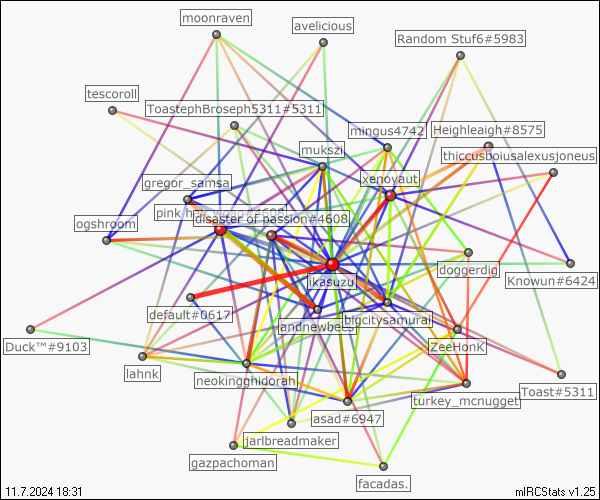 moonraven
avelicious
Random Stuf6#5983
tescoroll
ToastephBroseph5311#5311
mingus4742
Heighleaigh#8575
mukszi
thiccusboiusalexusjoneus
gregor_samsa
xenoyaut
pink
disaster of passion#4608
ogshroom
doggerdig
ikasuzu
Knowun#6424
default#0617
andnewbees
bigcitysamurai
Duck™#9103
ZeeHonK
lahnk
neokingghidorah
turkey_mcnugget
Toast#5311
asad#6947
jarlbreadmaker
gazpachoman
facadas.
11.7.2024 18:31
mIRCStats v1.25